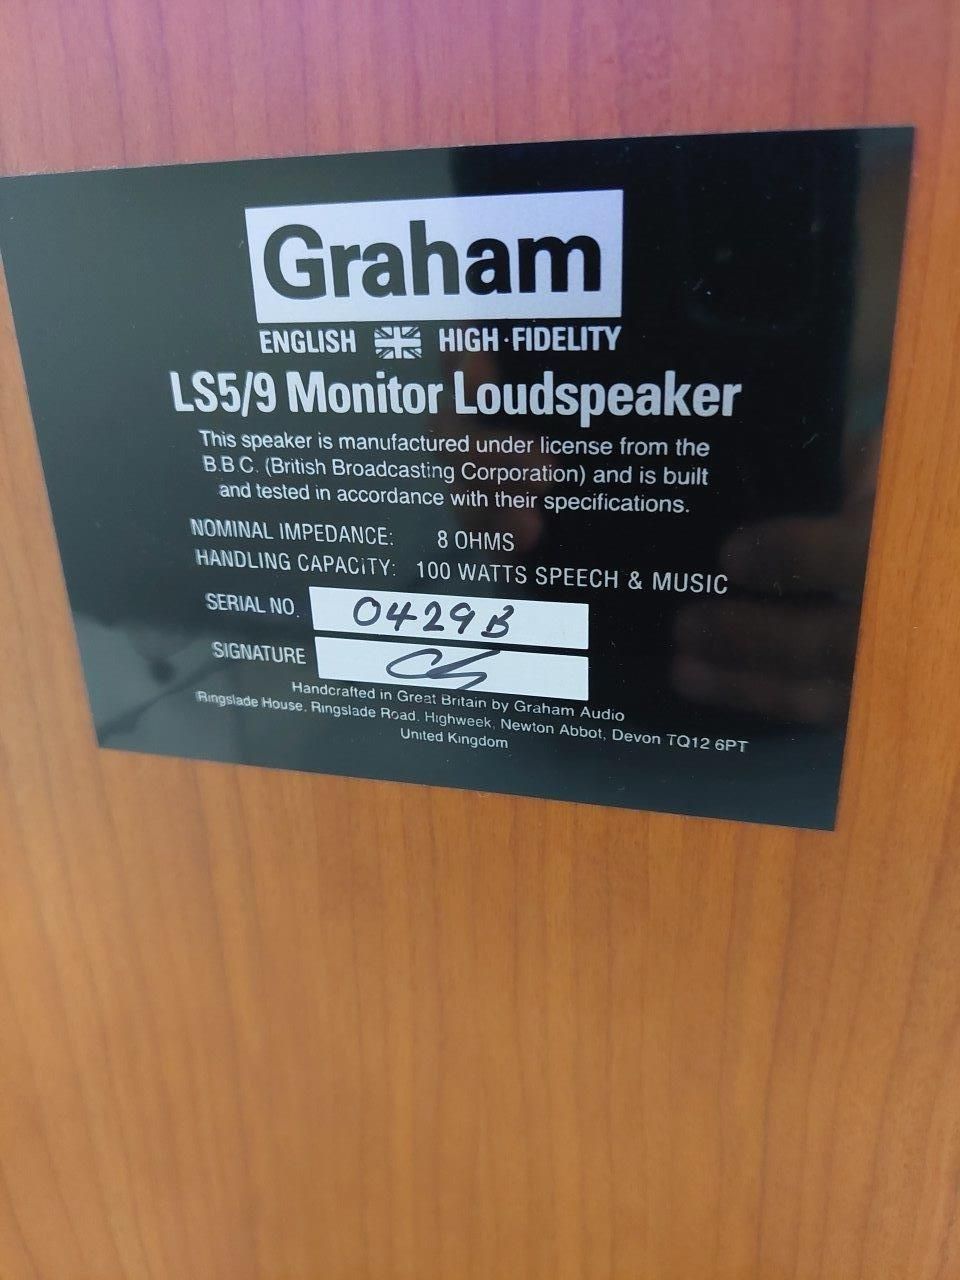 Graham
ENGLISH HIGH·FIDELITY
LS5/9 Monitor Loudspeaker
This speaker is manufactured under license from the
B.B.C. (British Broadcasting Corporation) and is built
and tested in accordance with their specifications.
NOMINAL IMPEDANCE: 8 OHMS
HANDLING CAPACITY: 100 WATTS SPEECH & MUSIC
SERIAL NO. 0429B
SIGNATURE
Handcrafted in Great Britain by Graham Audio
Ringslade House, Ringslade Road, Highweek, Newton Abbot, Devon TQ12 6PT
United Kingdom